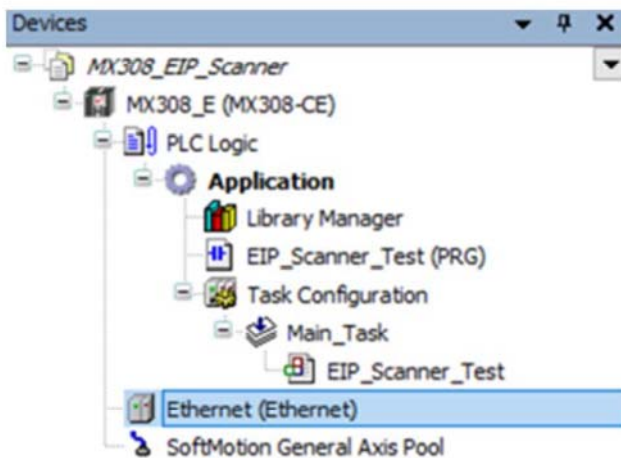 Devices
MX308_EIP_Scanner
MX308_E (MX308-CE)
PLC Logic
Application
Library Manager
EIP_Scanner_Test (PRG)
Task Configuration
Main_Task
EIP_Scanner_Test
Ethernet (Ethernet)
SoftMotion General Axis Pool